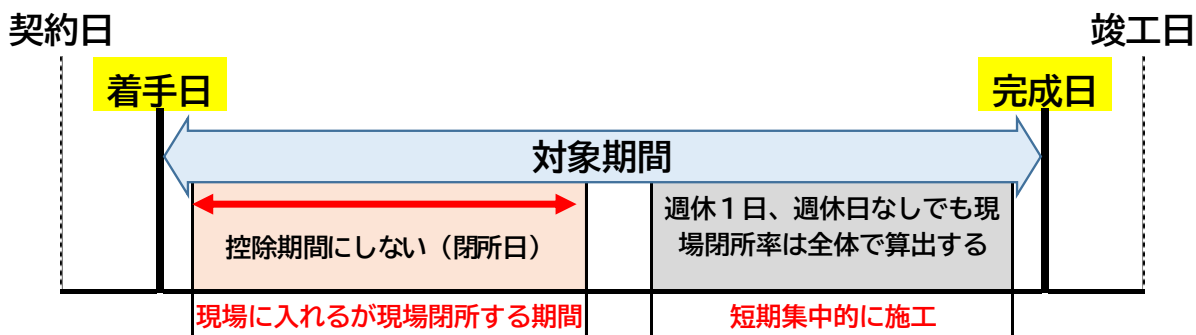 契約日
竣工日
着手日
完成日
対象期間
控除期間にしない（閉所日）
週休１日、週休日なしでも現
場閉所率は全体で算出する
現場に入れるが現場閉所する期間
短期集中的に施工